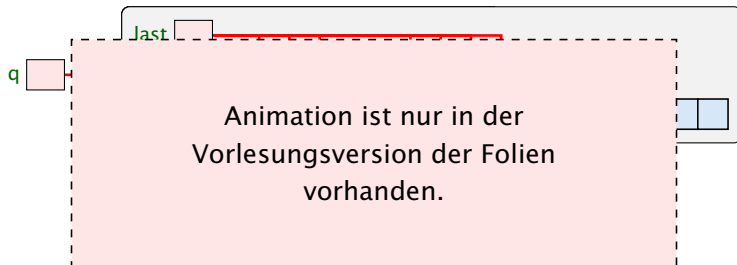 last
q
Animation ist nur in der
Vorlesungsversion der Folien
vorhanden.